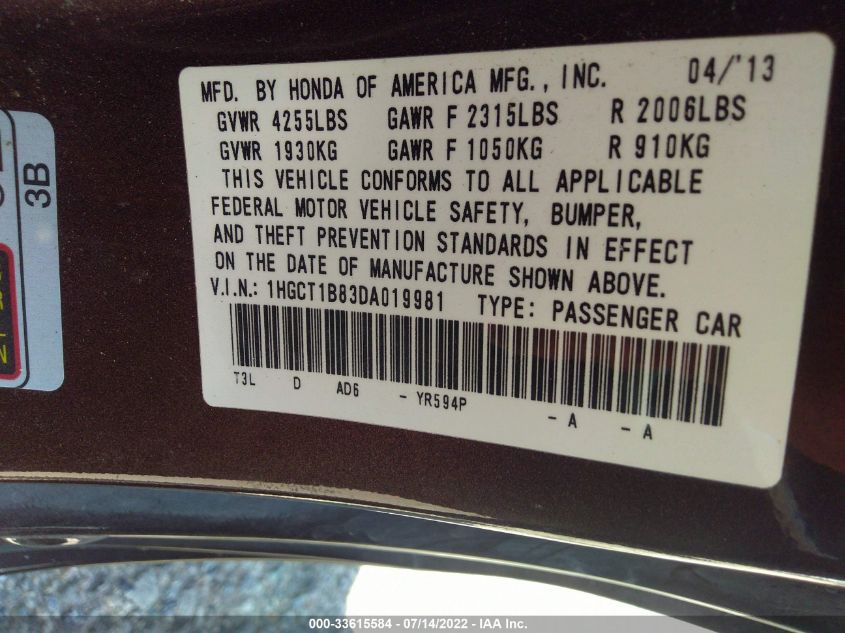 MFD. BY HONDA OF AMERICA MFG., INC. 04/'13
GVWR 4255LBS GAWR F 2315LBS R 2006LBS
GVWR 1930KG GAWR F 1050KG R 910KG
THIS VEHICLE CONFORMS TO ALL APPLICABLE
FEDERAL MOTOR VEHICLE SAFETY, BUMPER,
AND THEFT PREVENTION STANDARDS IN EFFECT
ON THE DATE OF MANUFACTURE SHOWN ABOVE.
V.I.N.: 1HGCT1B83DA019981 TYPE: PASSENGER CAR
T3L D AD6 - YR594P - A - A
3B
000-33615584 - 07/14/2022 - IAA Inc.